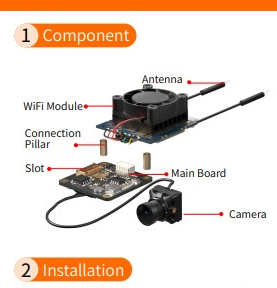 1 Component
Antenna
WiFi Module
Connection
Pillar
Slot
Main Board
Camera
2 Installation